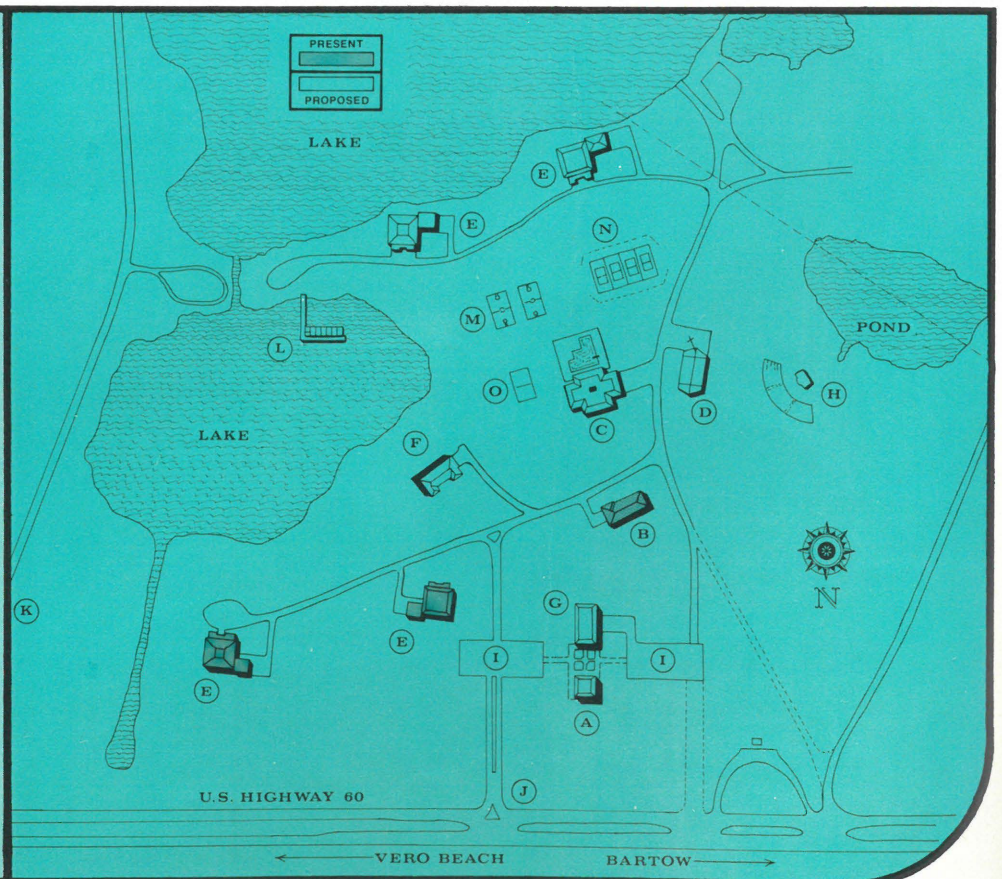 PRESENT
PROPOSED
LAKE
E
E
N
M
L
POND
O
D
H
C
LAKE
F
B
N
K
G
E
I
I
E
A
J
U.S. HIGHWAY 60
VERO BEACH BARTOW